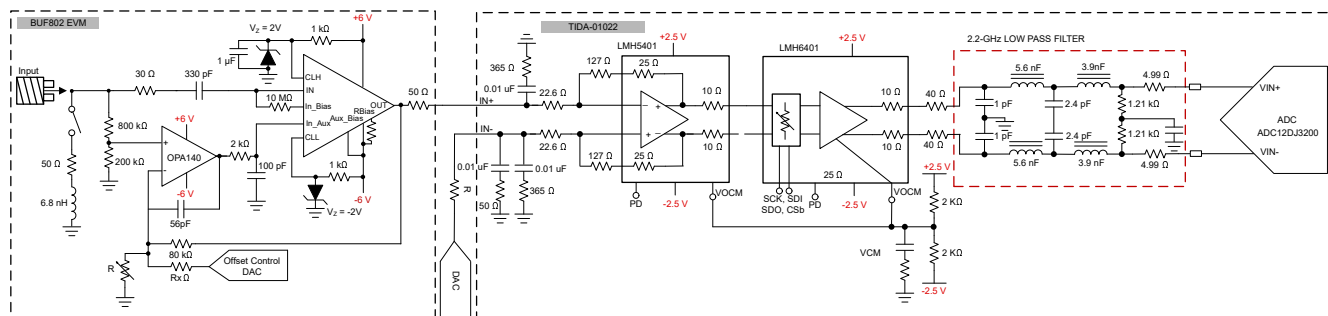 BUF802 EVM
Input
30 Ω
330 pF
1 µF
V_Z = 2V
1 kΩ
+6 V
CLH
IN
In_Bias
In_Aux
CLL
RBias
Aux_Bias
OUT
10 MΩ
50 Ω
800 kΩ
200 kΩ
+6 V
OPA140
+
-
-6 V
2 kΩ
100 pF
1 kΩ
-6 V
V_Z = -2V
50 Ω
6.8 nH
56pF
80 kΩ
Rx Ω
R
Offset Control
DAC
TIDA-01022
IN+
IN-
365 Ω
0.01 uF
22.6 Ω
22.6 Ω
0.01 uF
0.01 uF
50 Ω
365 Ω
R
DAC
LMH5401
+2.5 V
127 Ω
25 Ω
127 Ω
25 Ω
10 Ω
10 Ω
- +
+ -
PD
-2.5 V
VOCM
LMH6401
+2.5 V
10 Ω
10 Ω
40 Ω
40 Ω
25 Ω
SCK, SDI
SDO, CSb
PD
-2.5 V
VOCM
+2.5 V
2 KΩ
2 KΩ
-2.5 V
VCM
2.2-GHz LOW PASS FILTER
5.6 nF
3.9nF
4.99 Ω
1 pF
1 pF
2.4 pF
2.4 pF
1.21 kΩ
1.21 kΩ
5.6 nF
3.9 nF
4.99 Ω
VIN+
ADC
ADC12DJ3200
VIN-